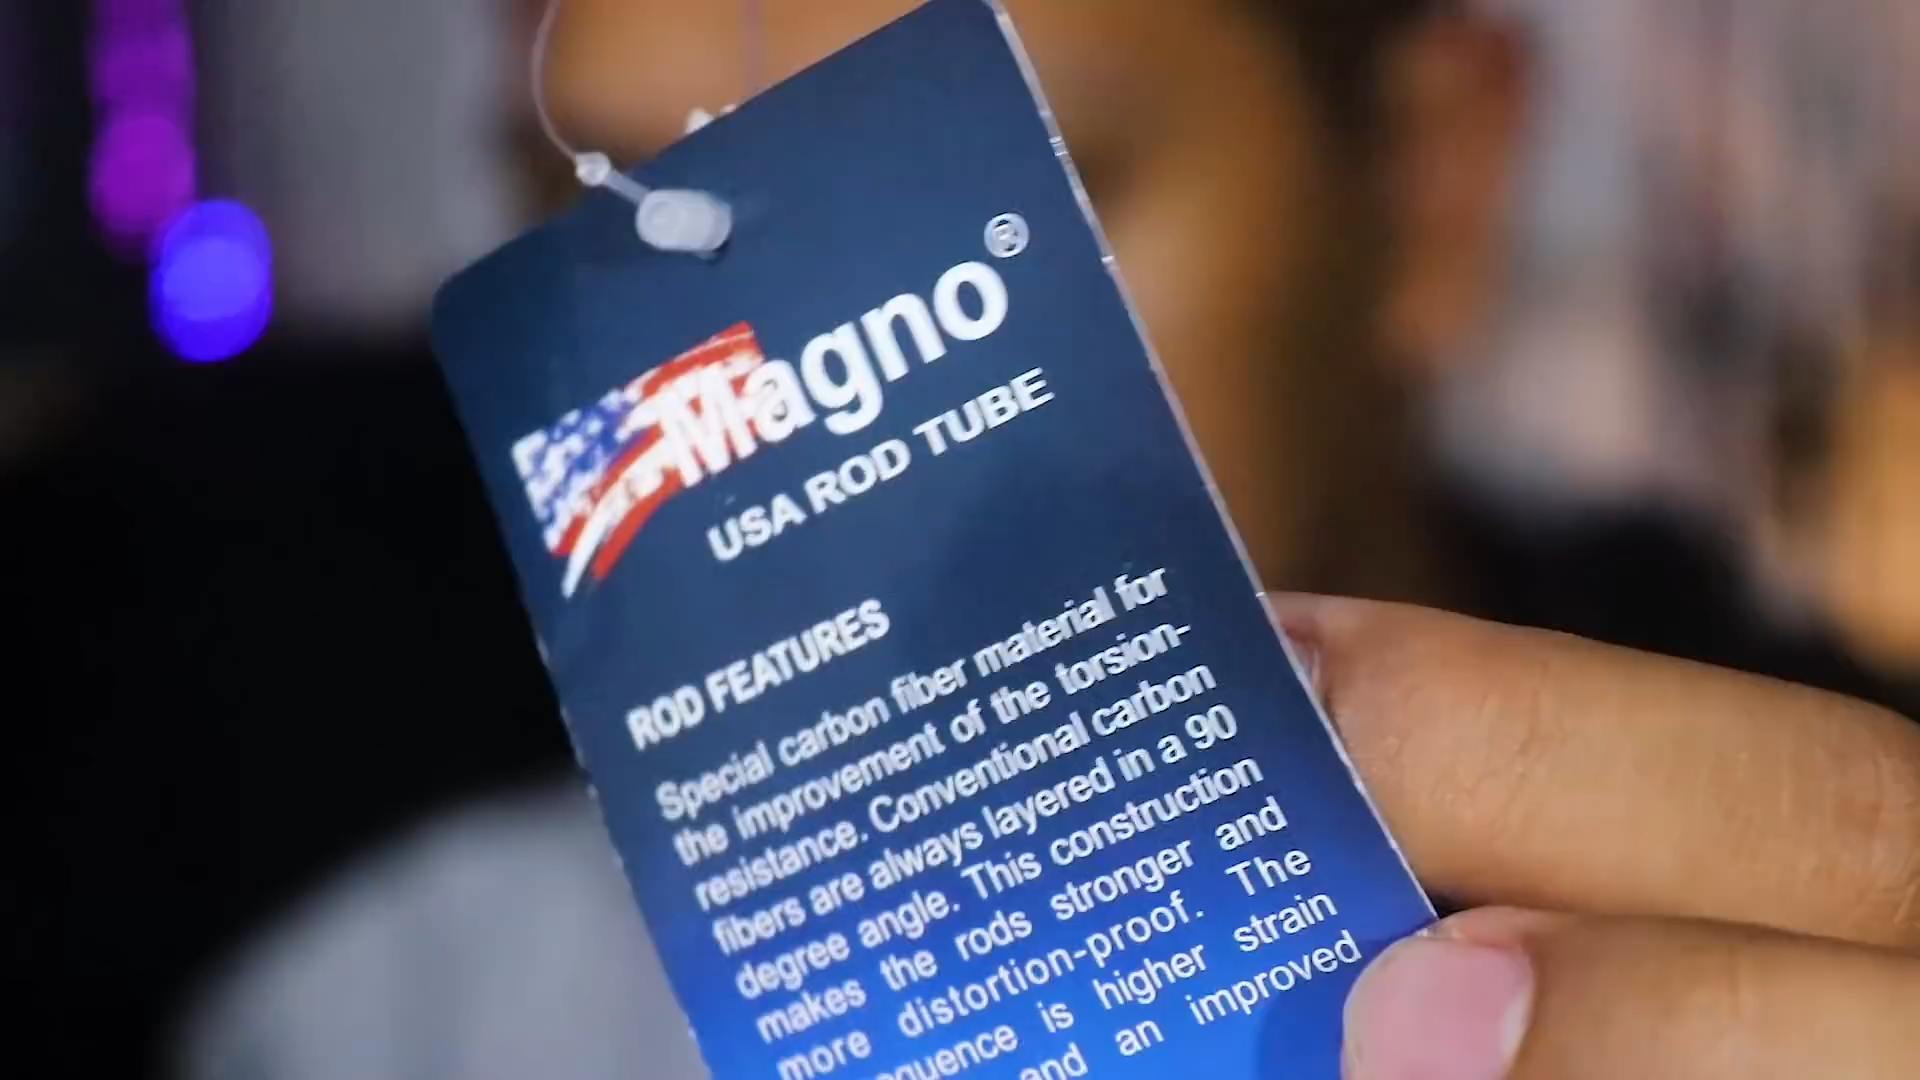 Magno®
USA ROD TUBE
ROD FEATURES
Special carbon fiber material for
the improvement of the torsion-
resistance. Conventional carbon
fibers are always layered in a 90
degree angle. This construction
makes the rods stronger and
more distortion-proof. The
is higher strain
and an improved